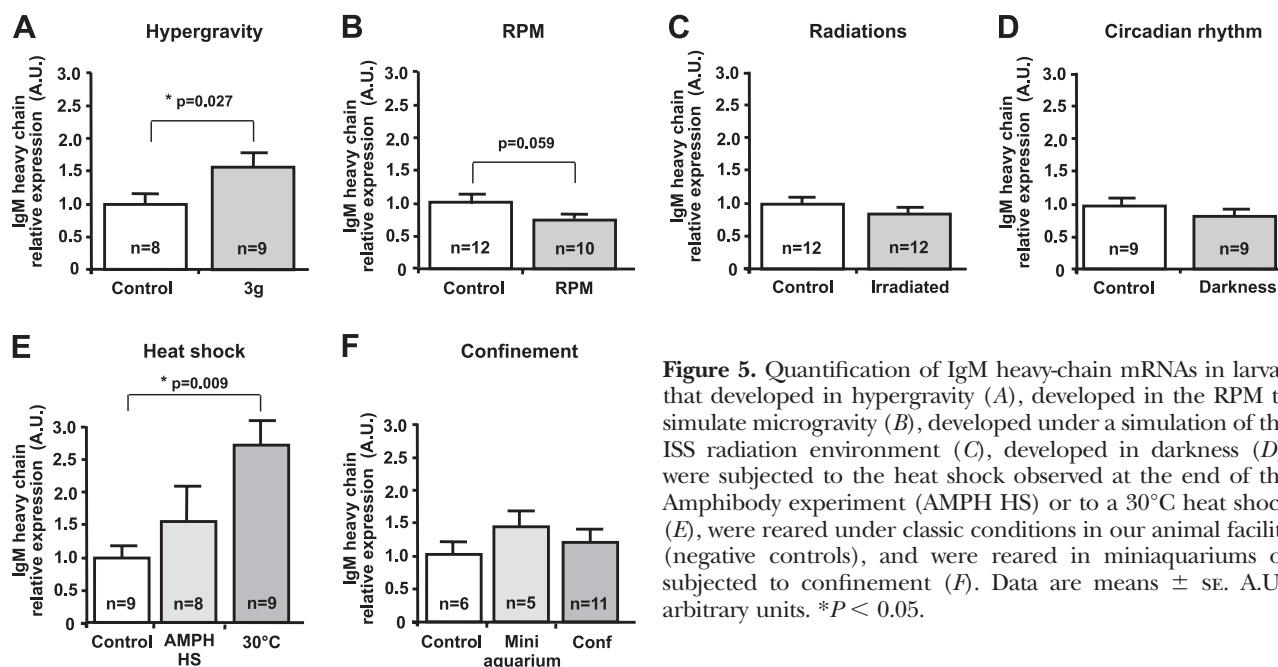 A Hypergravity
IgM heavy chain
relative expression (A.U.)
3.0
2.5
2.0
1.5
1.0
0.5
0
* p=0.027
n=8 n=9
Control 3g
B RPM
IgM heavy chain
relative expression (A.U.)
3.0
2.5
2.0
1.5
1.0
0.5
0
p=0.059
n=12 n=10
Control RPM
C Radiations
IgM heavy chain
relative expression (A.U.)
3.0
2.5
2.0
1.5
1.0
0.5
0
n=12 n=12
Control Irradiated
D Circadian rhythm
IgM heavy chain
relative expression (A.U.)
3.0
2.5
2.0
1.5
1.0
0.5
0
n=9 n=9
Control Darkness
E Heat shock
IgM heavy chain
relative expression (A.U.)
3.0
2.5
2.0
1.5
1.0
0.5
0
* p=0.009
n=9 n=8 n=9
Control AMPH 30°C
HS
F Confinement
IgM heavy chain
relative expression (A.U.)
3.0
2.5
2.0
1.5
1.0
0.5
0
n=6 n=5 n=11
Control Mini Conf
aquarium
Figure 5. Quantification of IgM heavy-chain mRNAs in larva
that developed in hypergravity (A), developed in the RPM t
simulate microgravity (B), developed under a simulation of th
ISS radiation environment (C), developed in darkness (D
were subjected to the heat shock observed at the end of th
Amphibody experiment (AMPH HS) or to a 30°C heat shoc
(E), were reared under classic conditions in our animal facilit
(negative controls), and were reared in miniaquariums o
subjected to confinement (F). Data are means ± SE. A.U
arbitrary units. *P < 0.05.